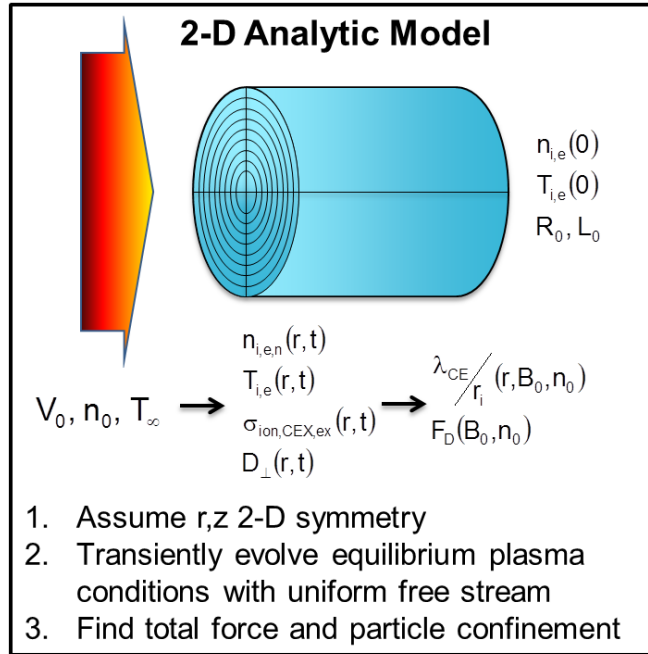 2-D Analytic Model
n_{i,e}(0)
T_{i,e}(0)
R_0, L_0
n_{i,e,n}(r,t)
T_{i,e}(r,t)
σ_{ion,CEX,ex}(r,t)
D_⊥(r,t)
V_0, n_0, T_∞
λ_{CE}/r_i (r,B_0,n_0)
F_D(B_0,n_0)
1. Assume r,z 2-D symmetry
2. Transiently evolve equilibrium plasma
conditions with uniform free stream
3. Find total force and particle confinement